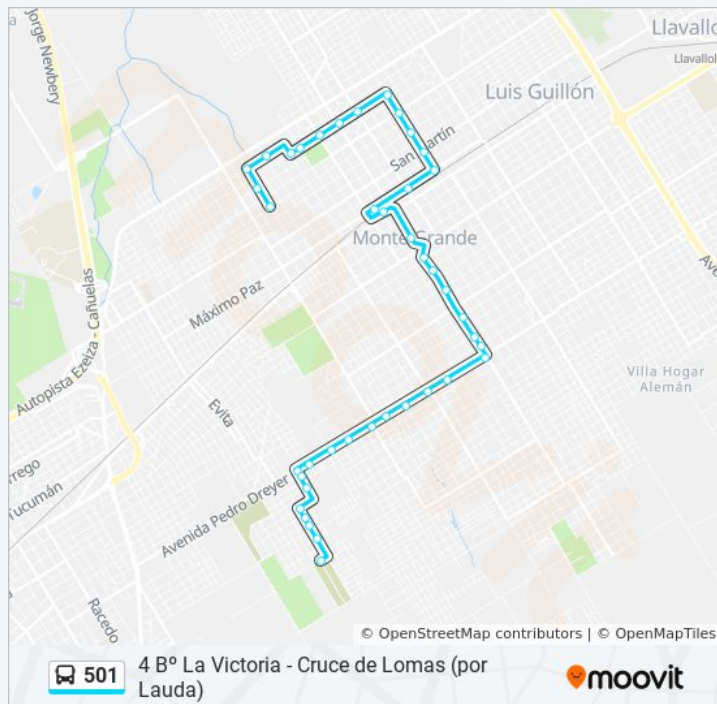 Llavallo
Jorge Newbery
Llavallol
Luis Guillón
San Martín
Monte Grande
Máximo Paz
Autopista Ezeiza - Cañuelas
Ave
Villa Hogar
Alemán
Evita
rrego
Tucumán
Avenida Pedro Dreyer
Racedo
© OpenStreetMap contributors | © OpenMapTiles
501
4 Bº La Victoria - Cruce de Lomas (por
Lauda)
moovit